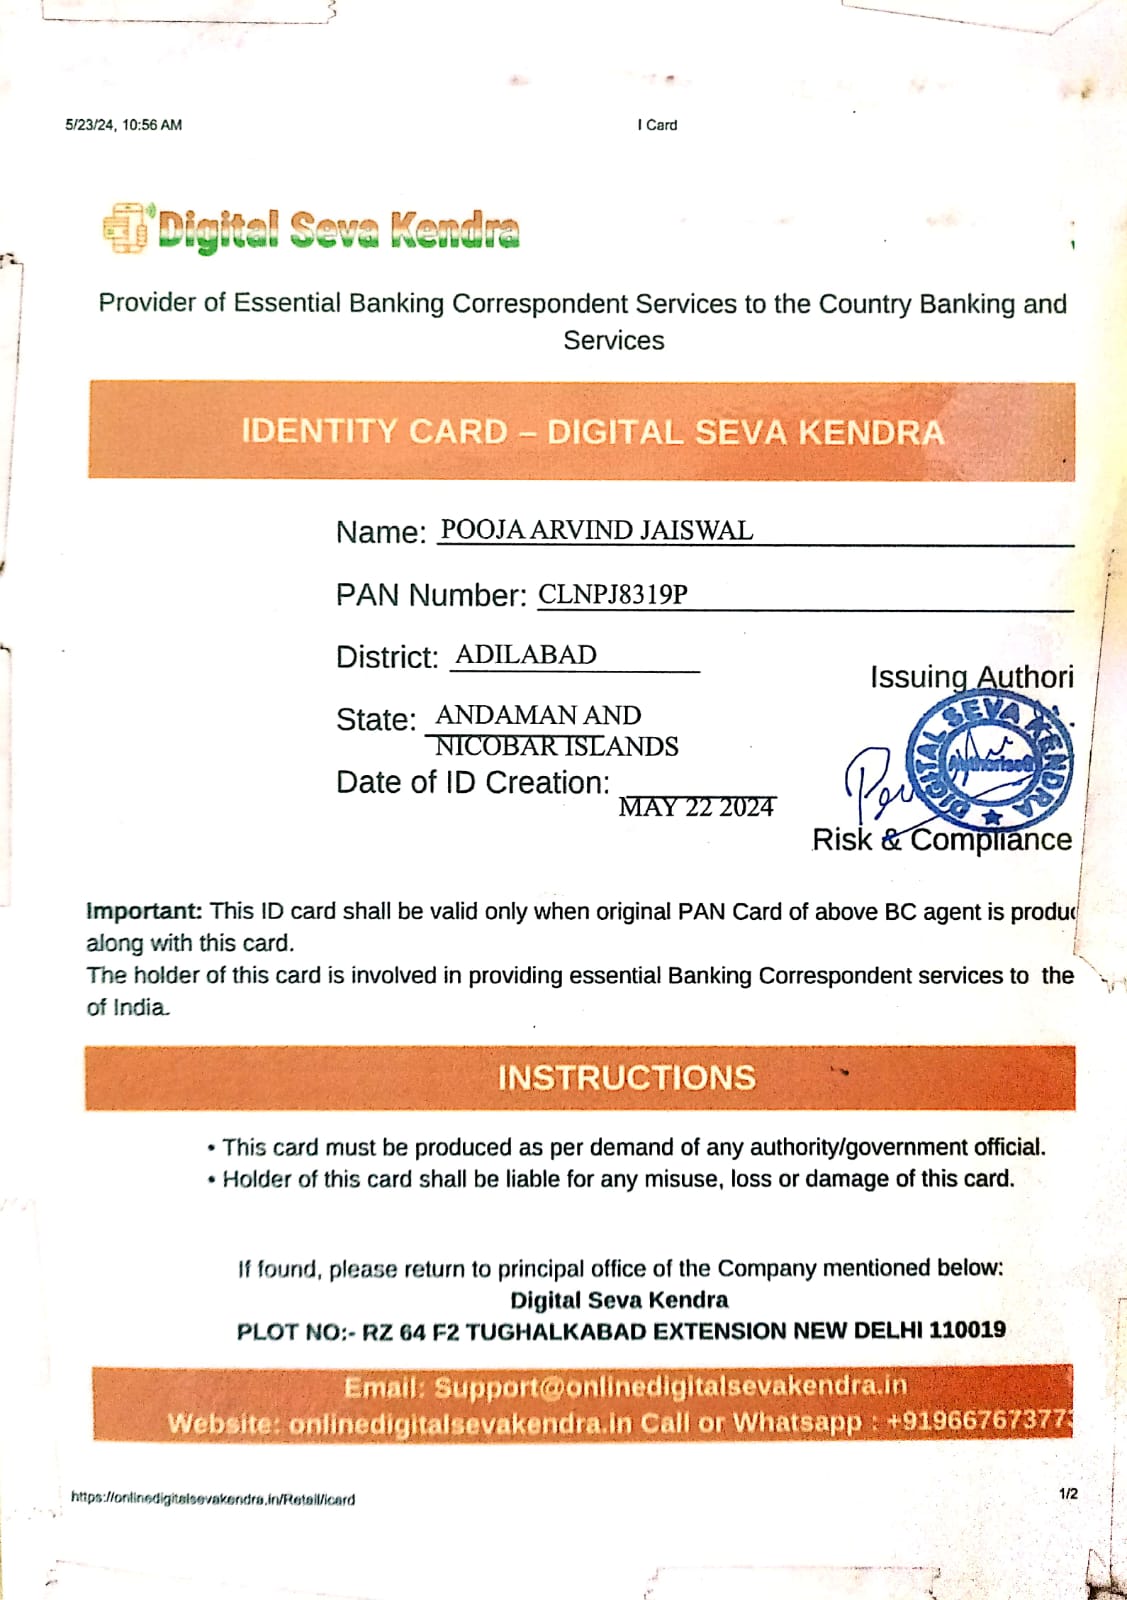 5/23/24, 10:56 AM
I Card
Digital Seva Kendra
Provider of Essential Banking Correspondent Services to the Country Banking and
Services
IDENTITY CARD – DIGITAL SEVA KENDRA
Name: POOJA ARVIND JAISWAL
PAN Number: CLNPJ8319P
District: ADILABAD
Issuing Authori
State: ANDAMAN AND
NICOBAR ISLANDS
DIGITAL SEVA KENDRA
Authorised
Date of ID Creation:
MAY 22 2024
Risk & Compliance
Important: This ID card shall be valid only when original PAN Card of above BC agent is produc
along with this card.
The holder of this card is involved in providing essential Banking Correspondent services to the
of India.
INSTRUCTIONS
• This card must be produced as per demand of any authority/government official.
• Holder of this card shall be liable for any misuse, loss or damage of this card.
If found, please return to principal office of the Company mentioned below:
Digital Seva Kendra
PLOT NO:- RZ 64 F2 TUGHALKABAD EXTENSION NEW DELHI 110019
Email: Support@onlinedigitalsevakendra.in
Website: onlinedigitalsevakendra.in Call or Whatsapp : +919667673773
https://onlinedigitalsevakendra.in/Retail/icard
1/2